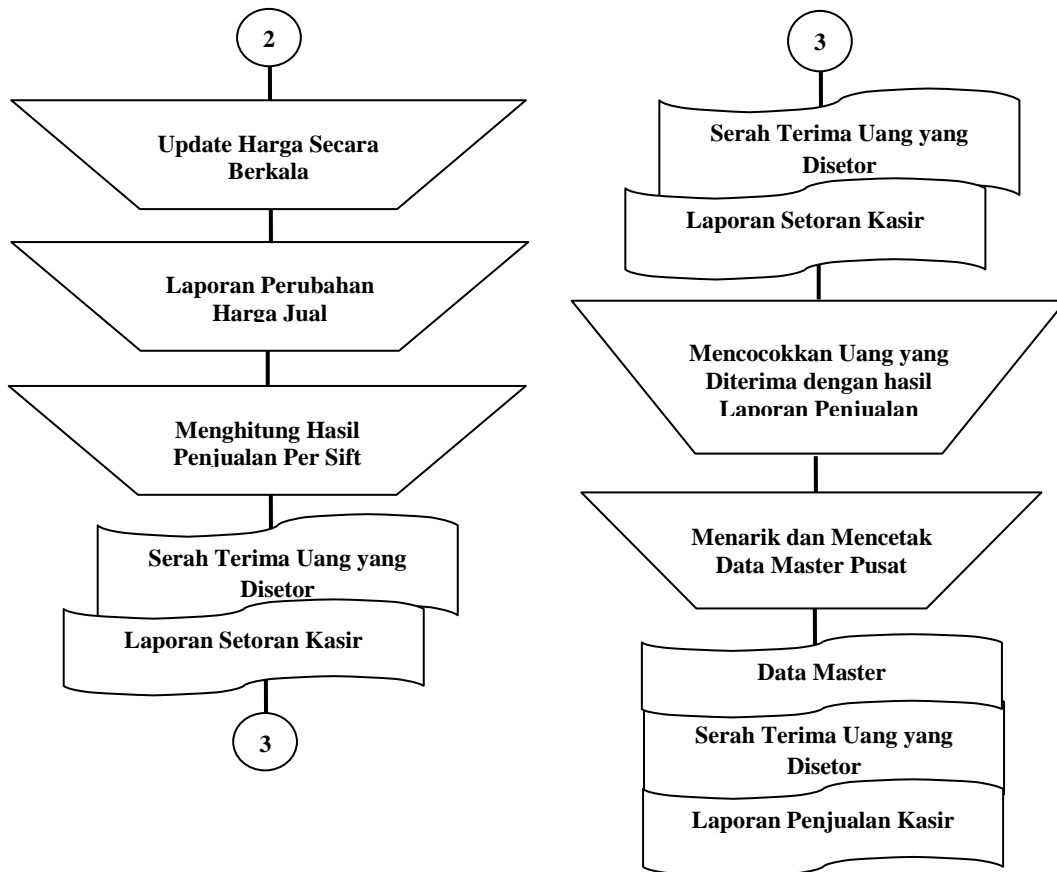 2
Update Harga Secara
Berkala
Laporan Perubahan
Harga Jual
Menghitung Hasil
Penjualan Per Sift
Serah Terima Uang yang
Disetor
Laporan Setoran Kasir
3
3
Serah Terima Uang yang
Disetor
Laporan Setoran Kasir
Mencocokkan Uang yang
Diterima dengan hasil
Laporan Penjualan
Menarik dan Mencetak
Data Master Pusat
Data Master
Serah Terima Uang yang
Disetor
Laporan Penjualan Kasir